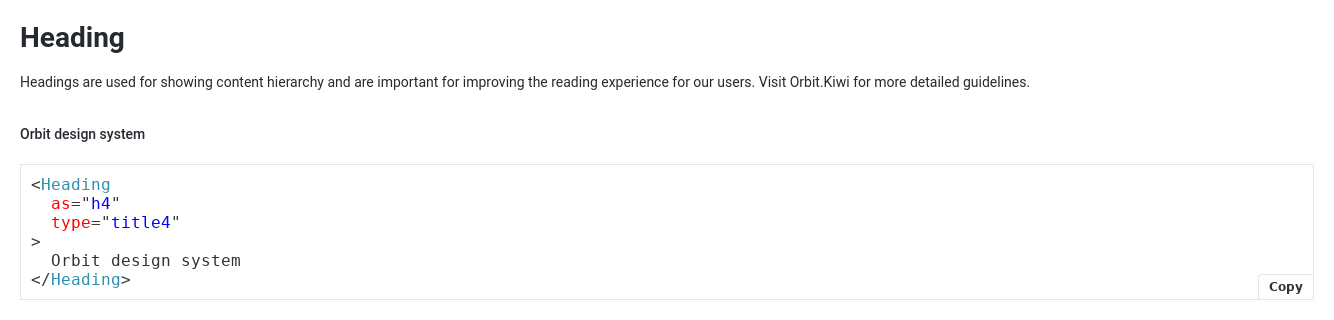 Heading
Headings are used for showing content hierarchy and are important for improving the reading experience for our users. Visit Orbit.Kiwi for more detailed guidelines.
Orbit design system
<Heading
  as="h4"
  type="title4"
>
  Orbit design system
</Heading>
Copy